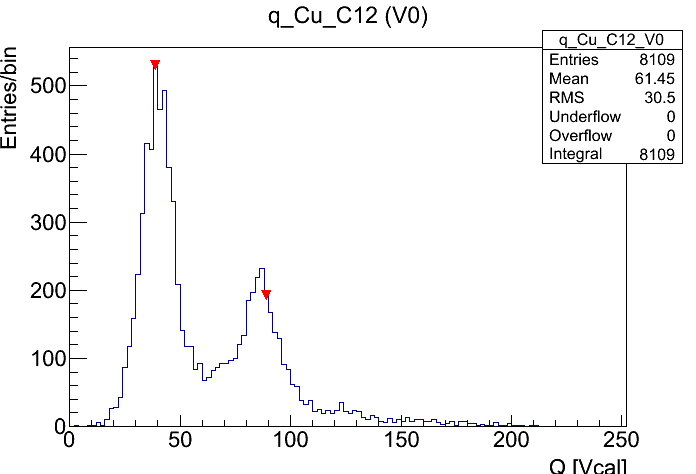 q_Cu_C12 (V0)
q_Cu_C12_V0
Entries 8109
Mean 61.45
RMS 30.5
Underflow 0
Overflow 0
Integral 8109
Entries/bin
500
400
300
200
100
0
0 50 100 150 200 250
Q [Vcal]